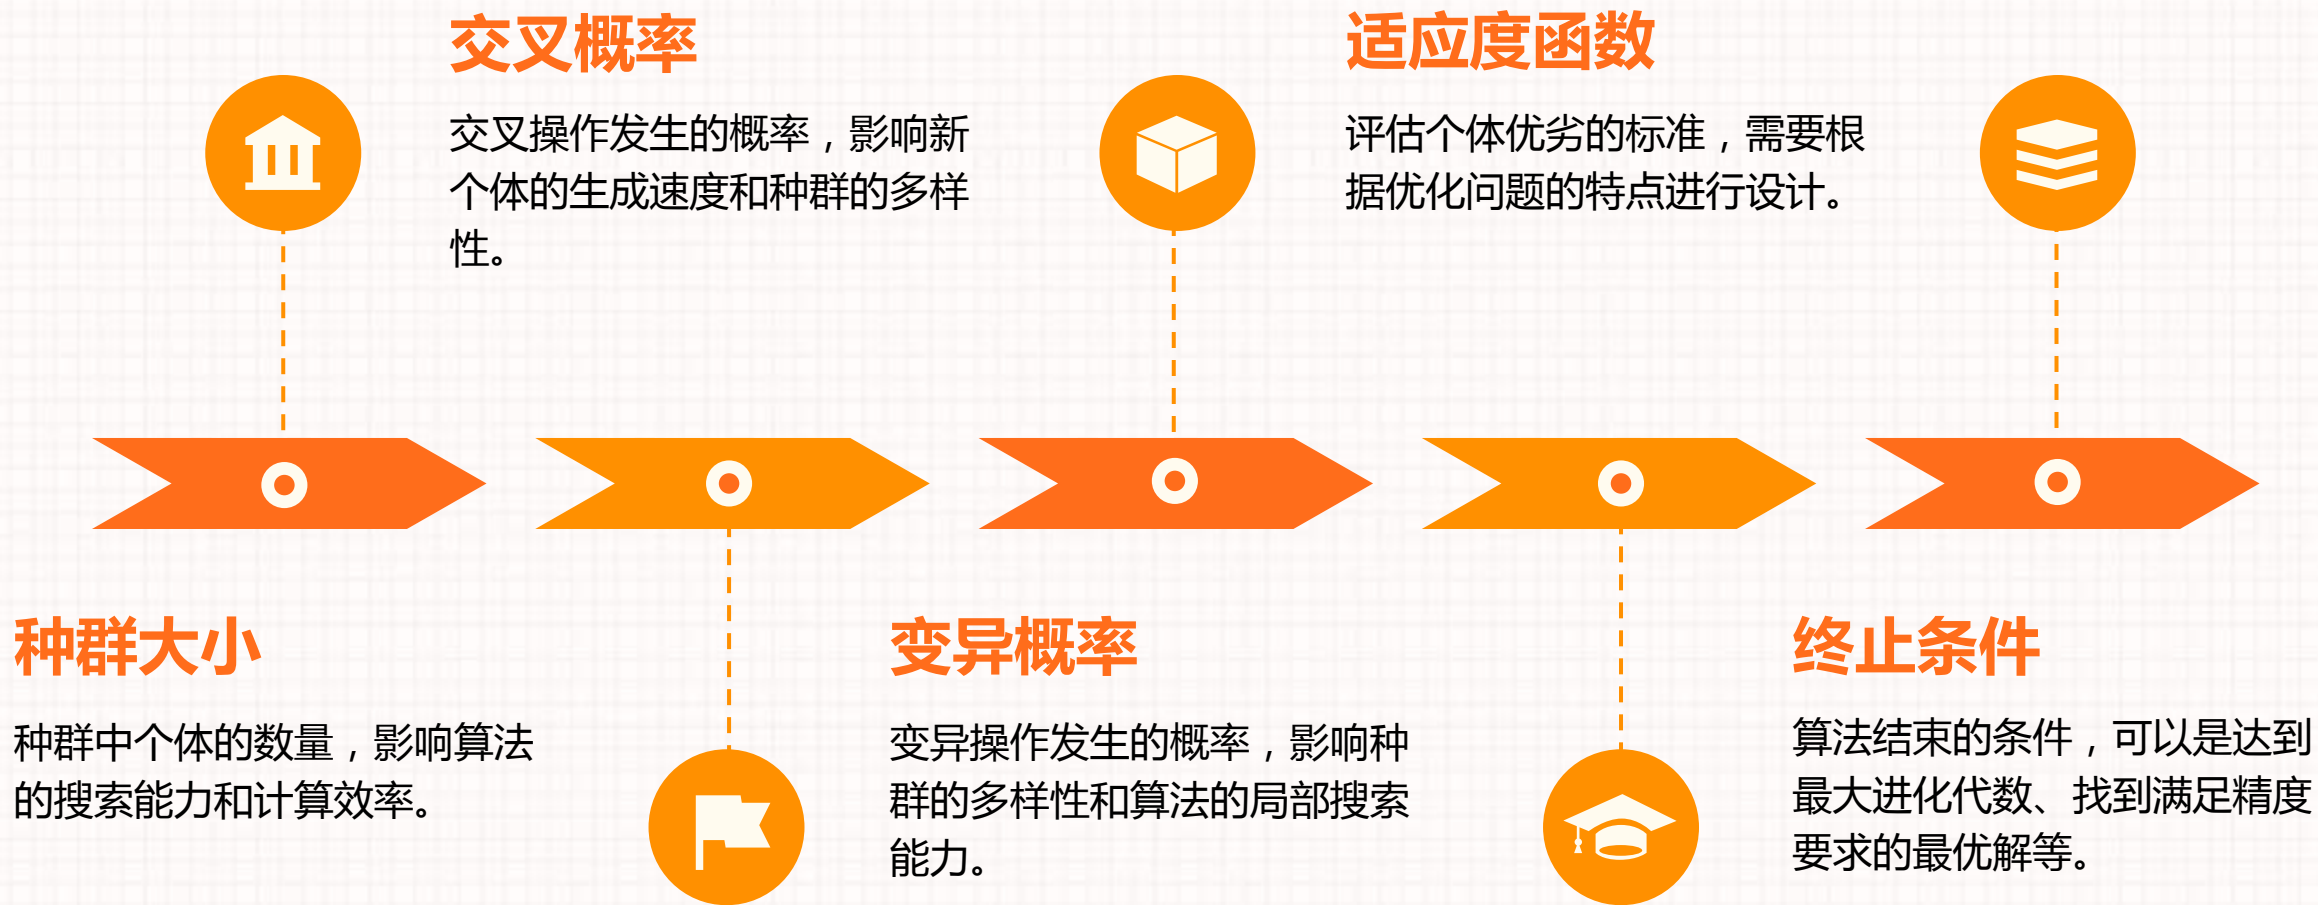 交叉概率
交叉操作发生的概率，影响新
个体的生成速度和种群的多样
性。
适应度函数
评估个体优劣的标准，需要根
据优化问题的特点进行设计。
种群大小
种群中个体的数量，影响算法
的搜索能力和计算效率。
变异概率
变异操作发生的概率，影响种
群的多样性和算法的局部搜索
能力。
终止条件
算法结束的条件，可以是达到
最大进化代数、找到满足精度
要求的最优解等。